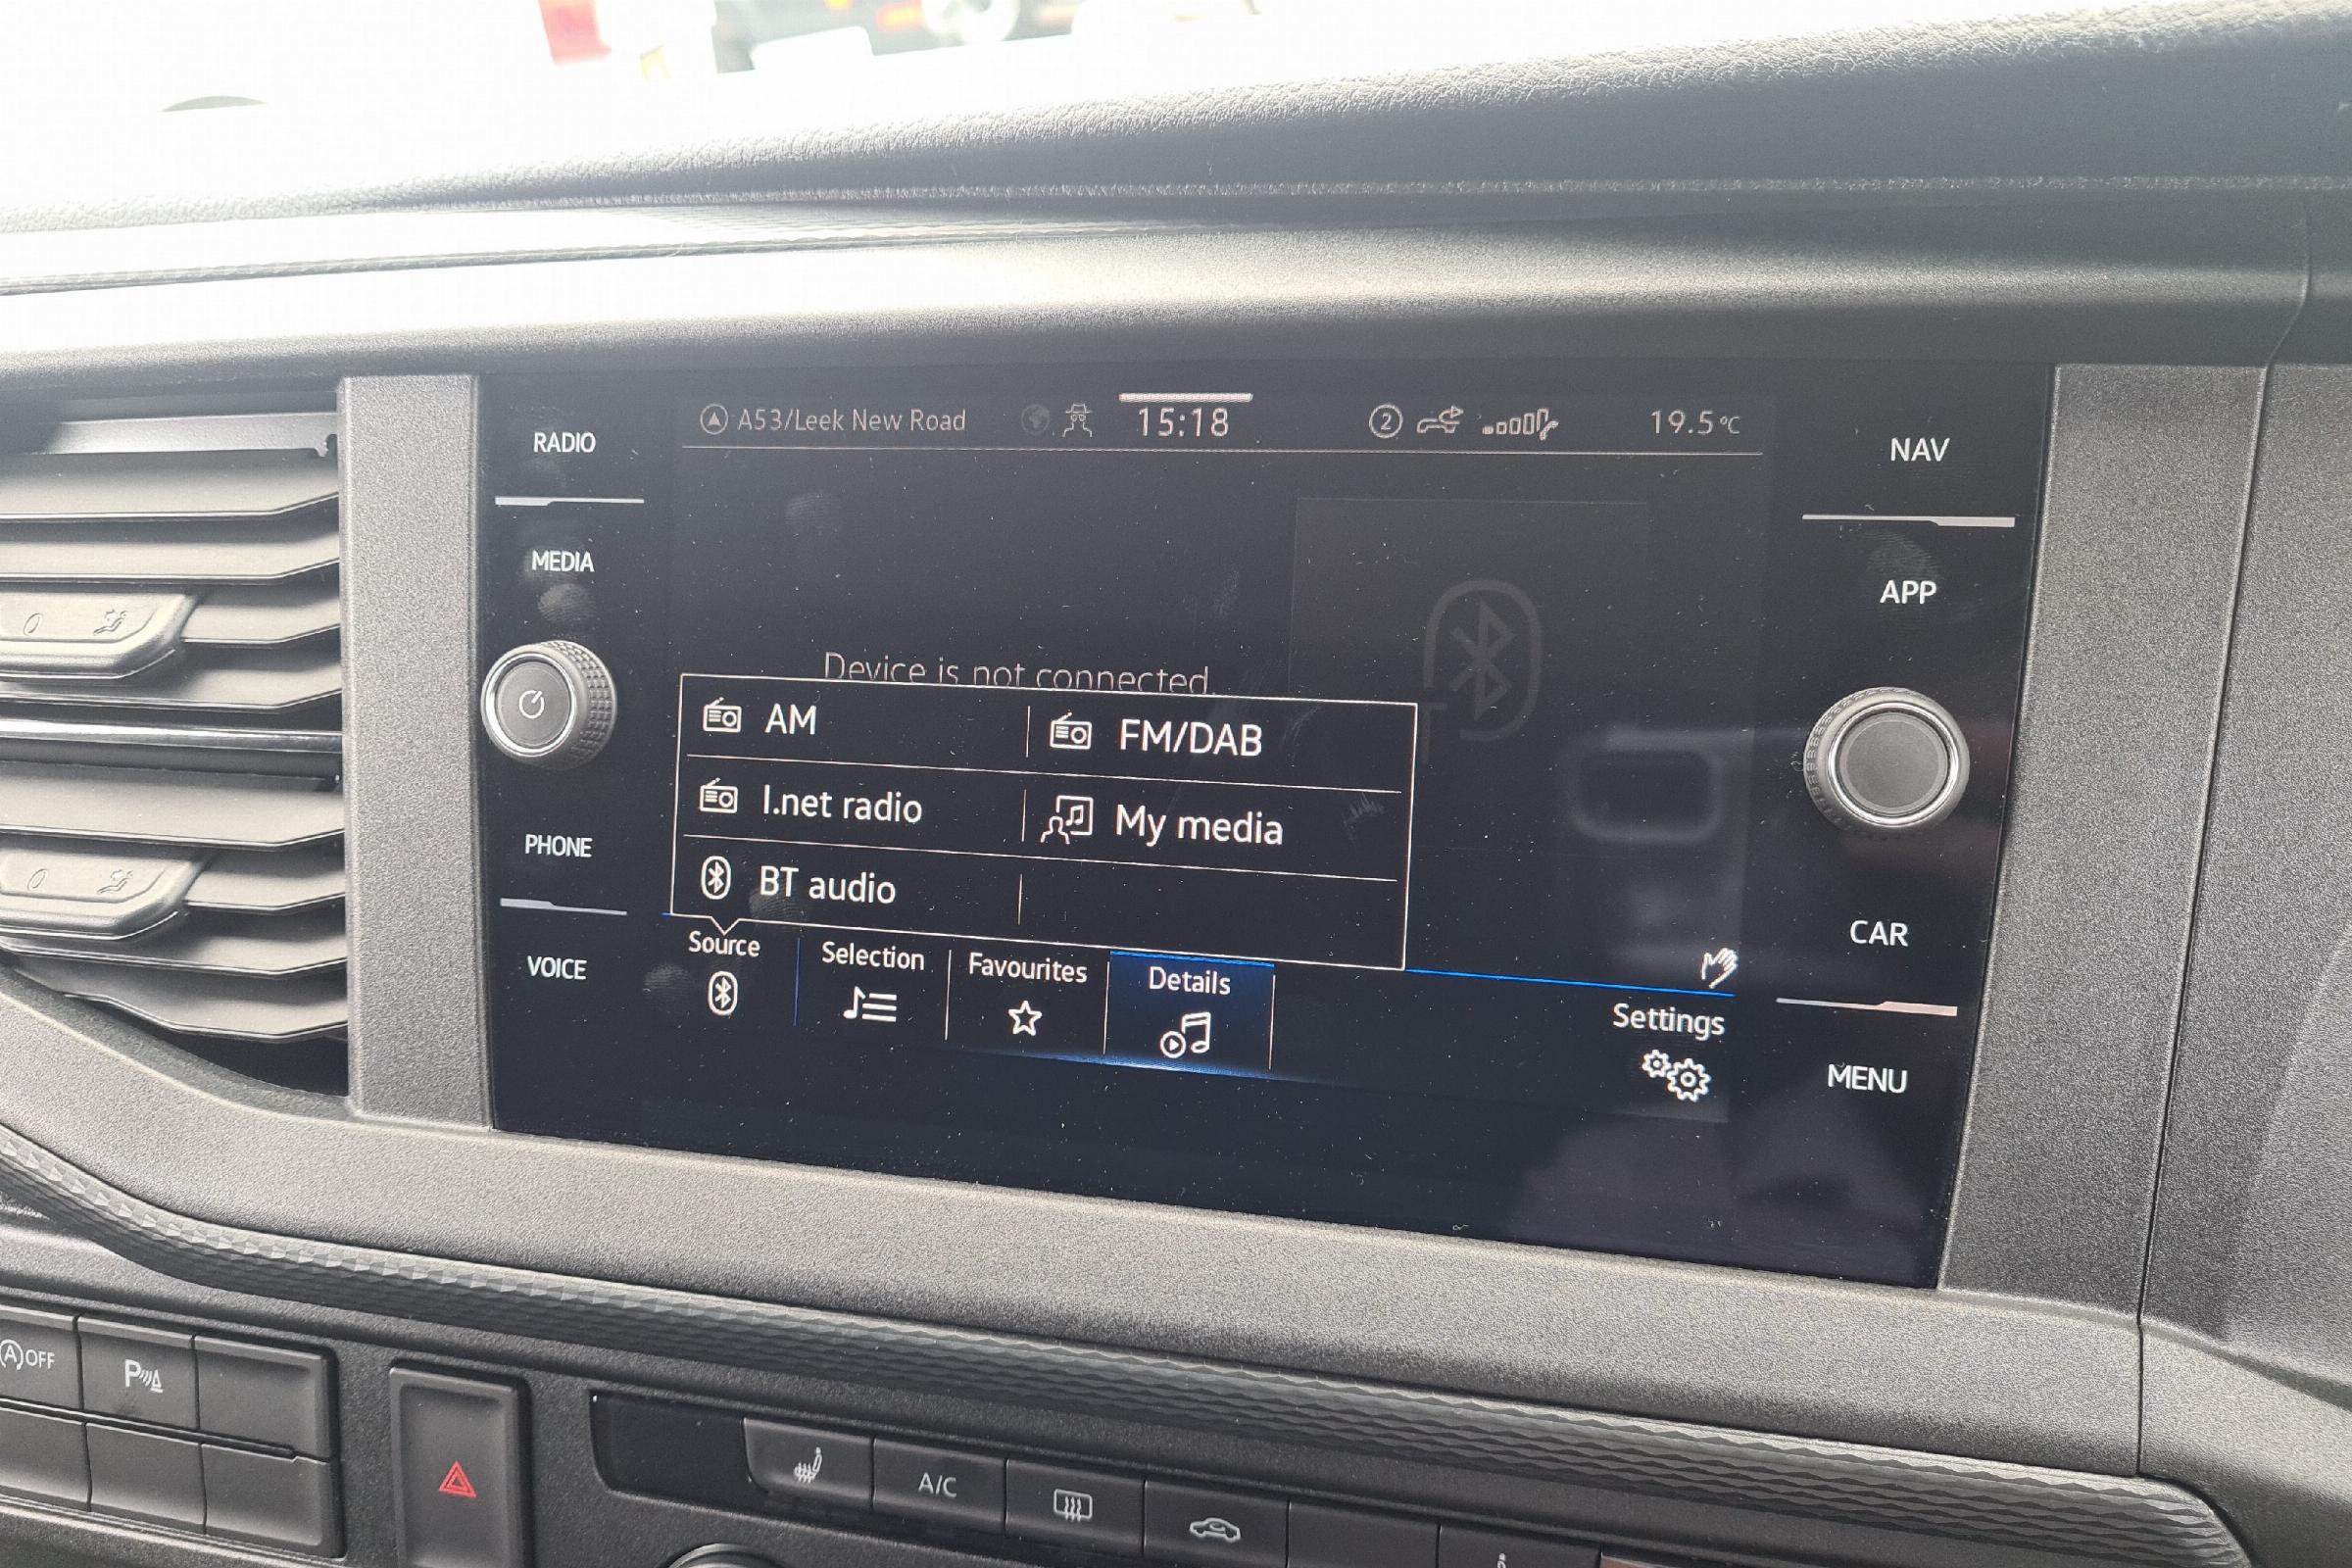 RADIO
MEDIA
PHONE
VOICE
A53/Leek New Road
15:18
2
19.5°C
Device is not connected.
AM
FM/DAB
I.net radio
My media
BT audio
Source
Selection
Favourites
Details
Settings
NAV
APP
CAR
MENU
A OFF
P
A/C